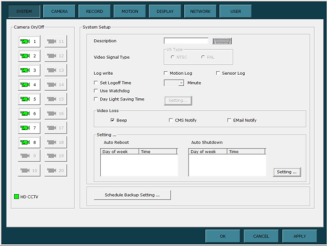 SYSTEM CAMERA RECORD MOTION DISPLAY NETWORK USER
Camera On/Off
System Setup
1 11
2 12
3 13
4 14
5 15
6 16
7 17
8 18
HD CCTV
Description
Video Signal Type
NTSC PAL
Log write Motion Log Sensor Log
Set Logoff Time Minute
Use Watchdog
Day Light Saving Time Setting...
Video Loss
Beep CMS Notify EMail Notify
Setting ...
Auto Reboot Auto Shutdown
Day of week Time Day of week Time
Setting ...
Schedule Backup Setting ...
OK CANCEL APPLY